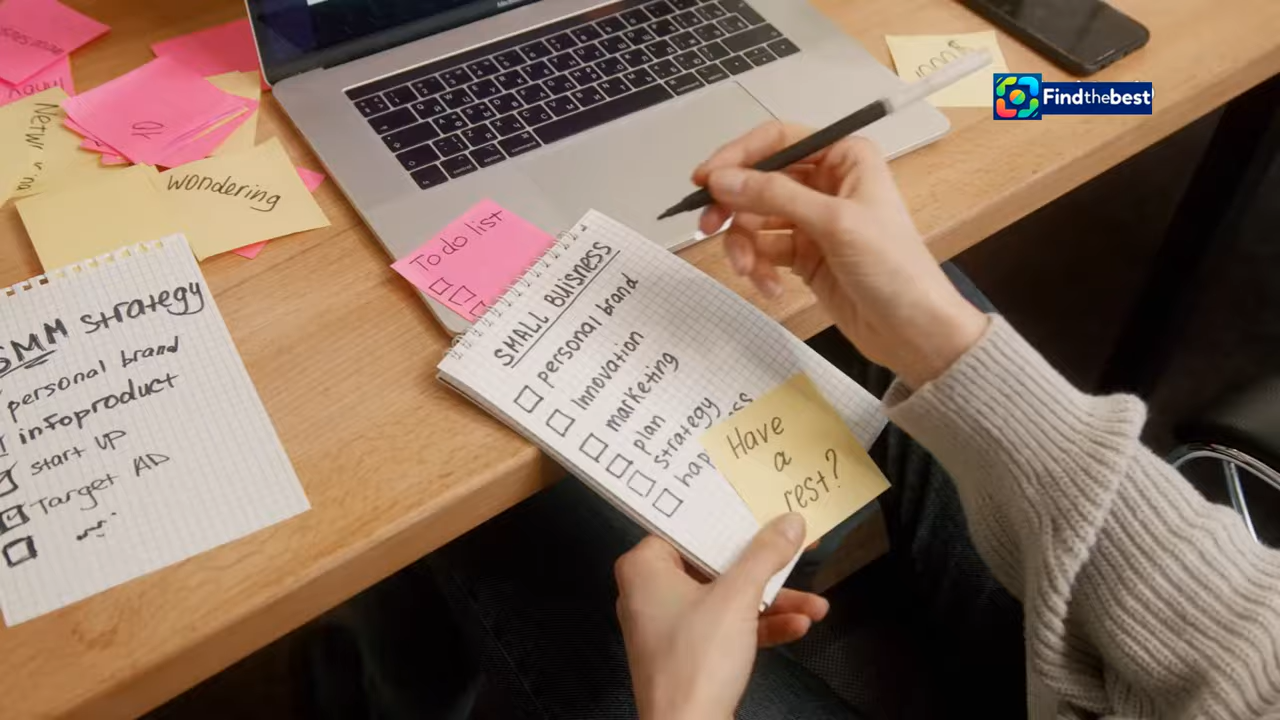 wondering
To do list
SMALL BUISNESS
personal brand
Innovation
marketing
plan
strategy
Have
a
rest?
SMM strategy
personal brand
infoproduct
start UP
Target AD
Findthebest